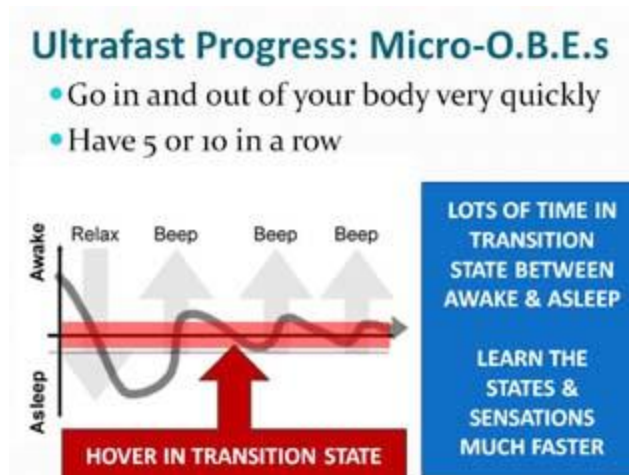 Ultrafast Progress: Micro-O.B.E.s
• Go in and out of your body very quickly
• Have 5 or 10 in a row
Awake
Relax
Beep
Beep
Beep
Asleep
HOVER IN TRANSITION STATE
LOTS OF TIME IN
TRANSITION
STATE BETWEEN
AWAKE & ASLEEP
LEARN THE
STATES &
SENSATIONS
MUCH FASTER